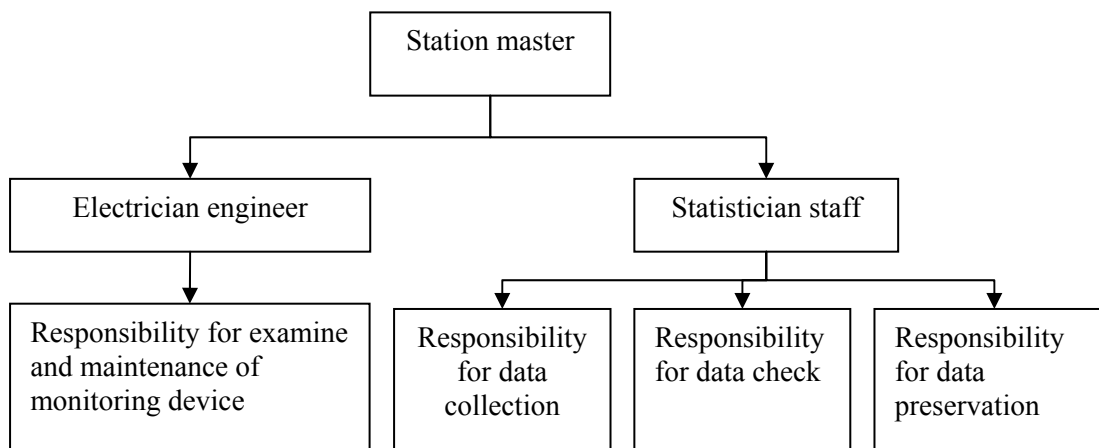 Station master
Electrician engineer
Statistician staff
Responsibility for examine
and maintenance of
monitoring device
Responsibility
for data
collection
Responsibility
for data check
Responsibility
for data
preservation